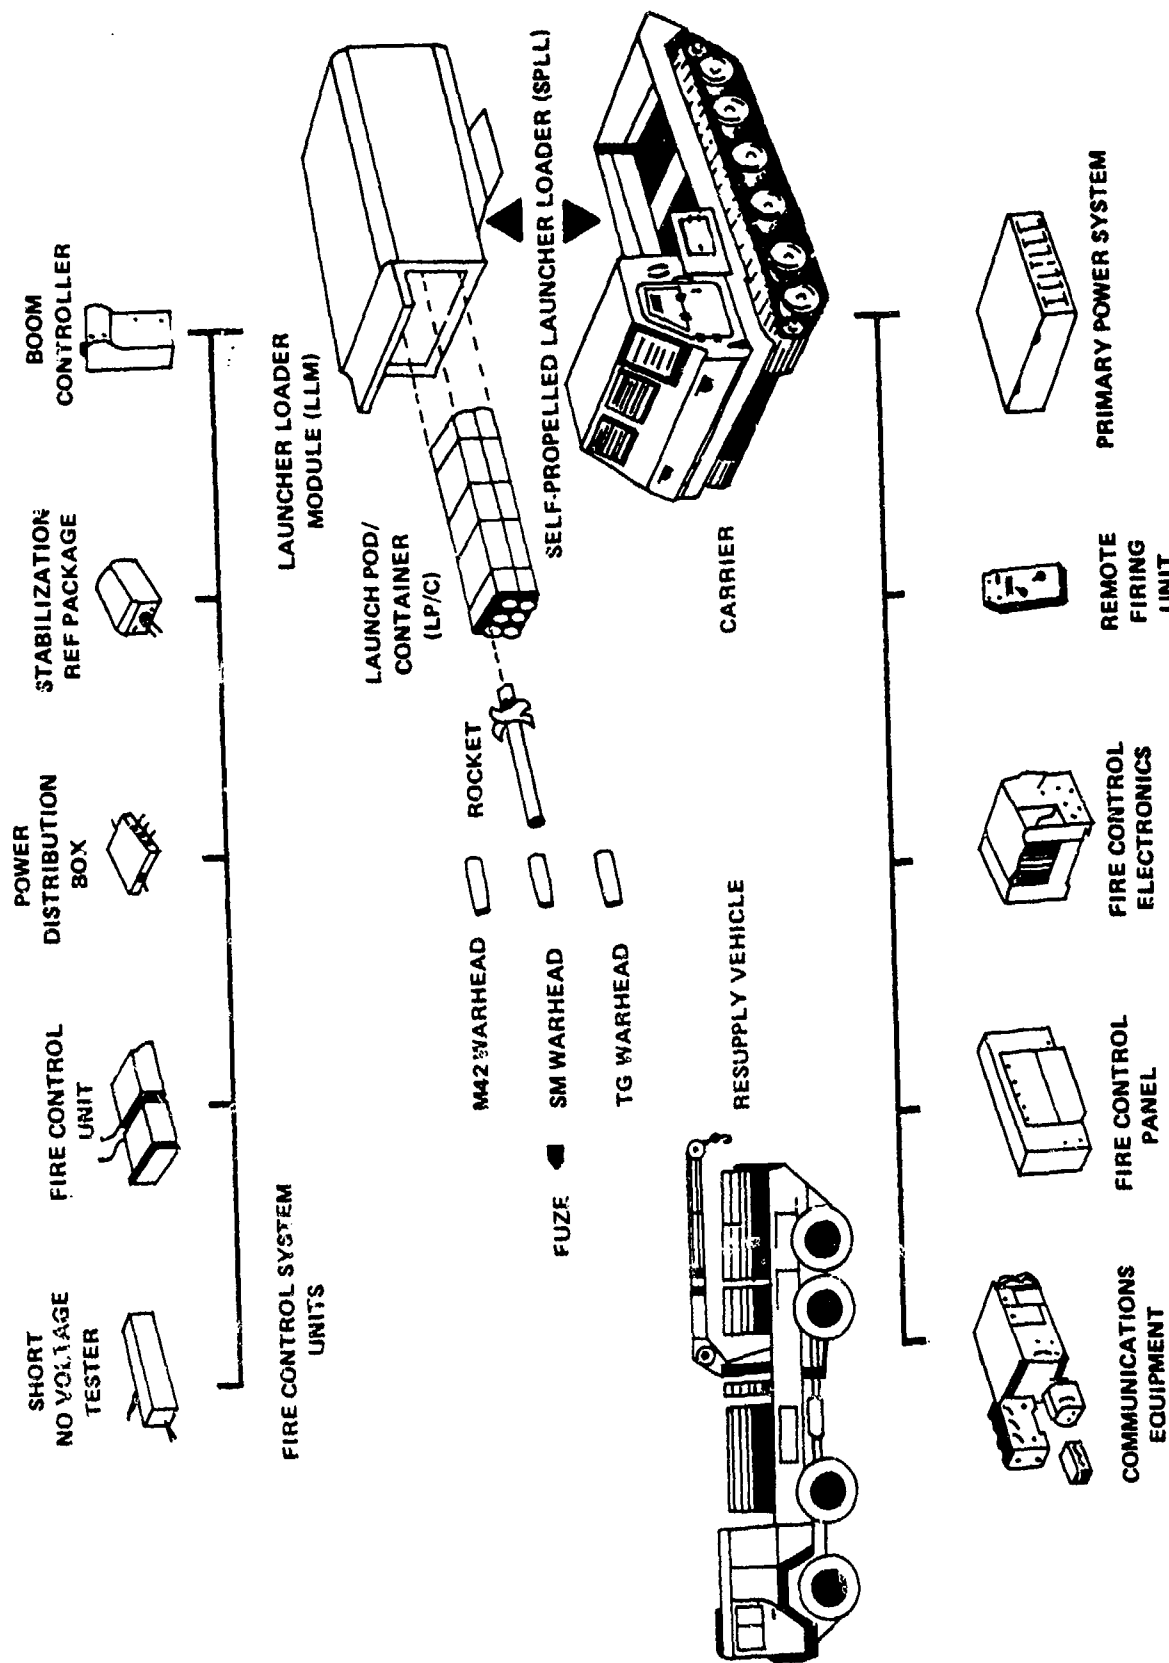 SHORT
NO VOLTAGE
TESTER
FIRE CONTROL
UNIT
POWER
DISTRIBUTION
BOX
STABILIZATION
REF PACKAGE
BOOM
CONTROLLER
FIRE CONTROL SYSTEM
UNITS
LAUNCHER LOADER
MODULE (LLM)
LAUNCH POD/
CONTAINER
(LP/C)
ROCKET
M42 WARHEAD
SM WARHEAD
TG WARHEAD
FUZE
SELF-PROPELLED LAUNCHER LOADER (SPLL)
CARRIER
RESUPPLY VEHICLE
COMMUNICATIONS
EQUIPMENT
FIRE CONTROL
PANEL
FIRE CONTROL
ELECTRONICS
REMOTE
FIRING
UNIT
PRIMARY POWER SYSTEM